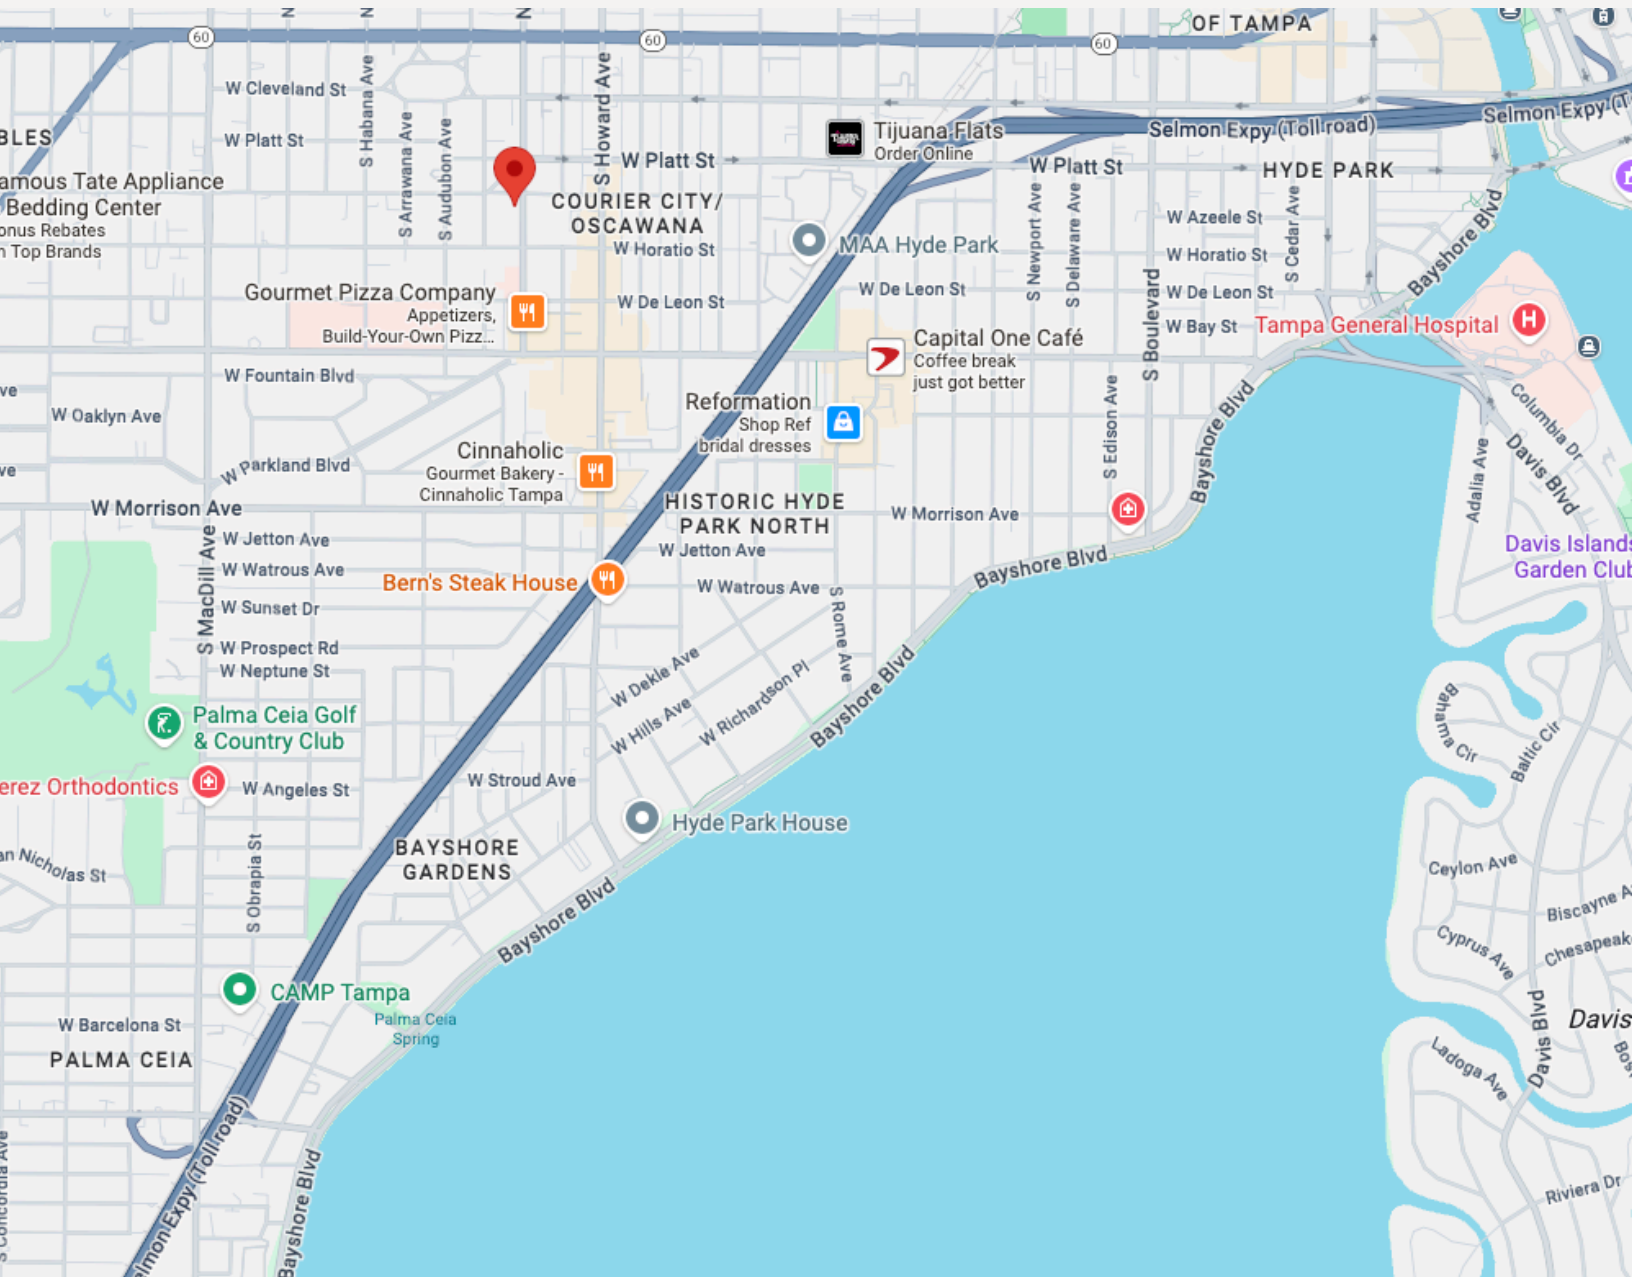 60
60
60
OF TAMPA
N
N
N
W Cleveland St
S Habana Ave
S Howard Ave
Selmon Expy (Toll road)
Selmon Expy
BLES
W Platt St
S Arrawana Ave
S Audubon Ave
W Platt St
Tijuana Flats
Order Online
W Platt St
HYDE PARK
amous Tate Appliance
Bedding Center
onus Rebates
Top Brands
COURIER CITY/
OSCAWANA
W Horatio St
MAA Hyde Park
S Newport Ave
S Delaware Ave
W Azeele St
S Cedar Ave
W Horatio St
Bayshore Blvd
Gourmet Pizza Company
Appetizers,
Build-Your-Own Pizz...
W De Leon St
W De Leon St
W De Leon St
S Boulevard
W Bay St
Tampa General Hospital
H
Capital One Café
Coffee break
just got better
W Fountain Blvd
ve
W Oaklyn Ave
Reformation
Shop Ref
bridal dresses
S Edison Ave
Bayshore Blvd
Columbia Dr
Davis Blvd
Adalia Ave
Cinnaholic
Gourmet Bakery -
Cinnaholic Tampa
W Parkland Blvd
ve
W Morrison Ave
HISTORIC HYDE
PARK NORTH
W Morrison Ave
W Jetton Ave
W Jetton Ave
S MacDill Ave
W Watrous Ave
Bern's Steak House
W Watrous Ave
Bayshore Blvd
Davis Islands
Garden Club
W Sunset Dr
S Rome Ave
W Prospect Rd
W Neptune St
W Dekle Ave
W Hills Ave
W Richardson Pl
Bayshore Blvd
Bahama Cir
Baltic Cir
Palma Ceia Golf
& Country Club
erez Orthodontics
W Angeles St
W Stroud Ave
Hyde Park House
BAYSHORE
GARDENS
an Nicholas St
S Obrapia St
Bayshore Blvd
Ceylon Ave
Biscayne A
Cyprus Ave
Chesapeak
CAMP Tampa
Palma Ceia
Spring
W Barcelona St
PALMA CEIA
Davis Blvd
Davis
Ladoga Ave
Bos
Selmon Expy (Toll road)
Bayshore Blvd
S Concordia Ave
Riviera Dr